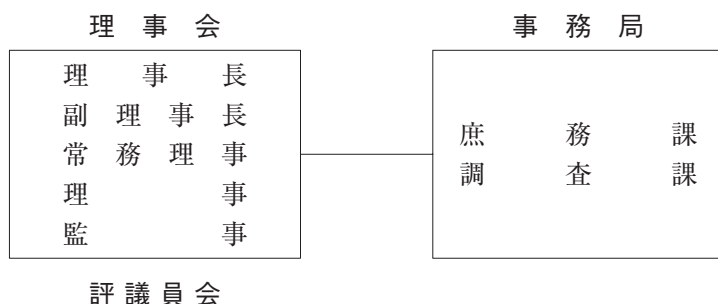 理事会
理事長
副理事長
常務理事
理事
監事
評議員会
事務局
庶務課
調査課